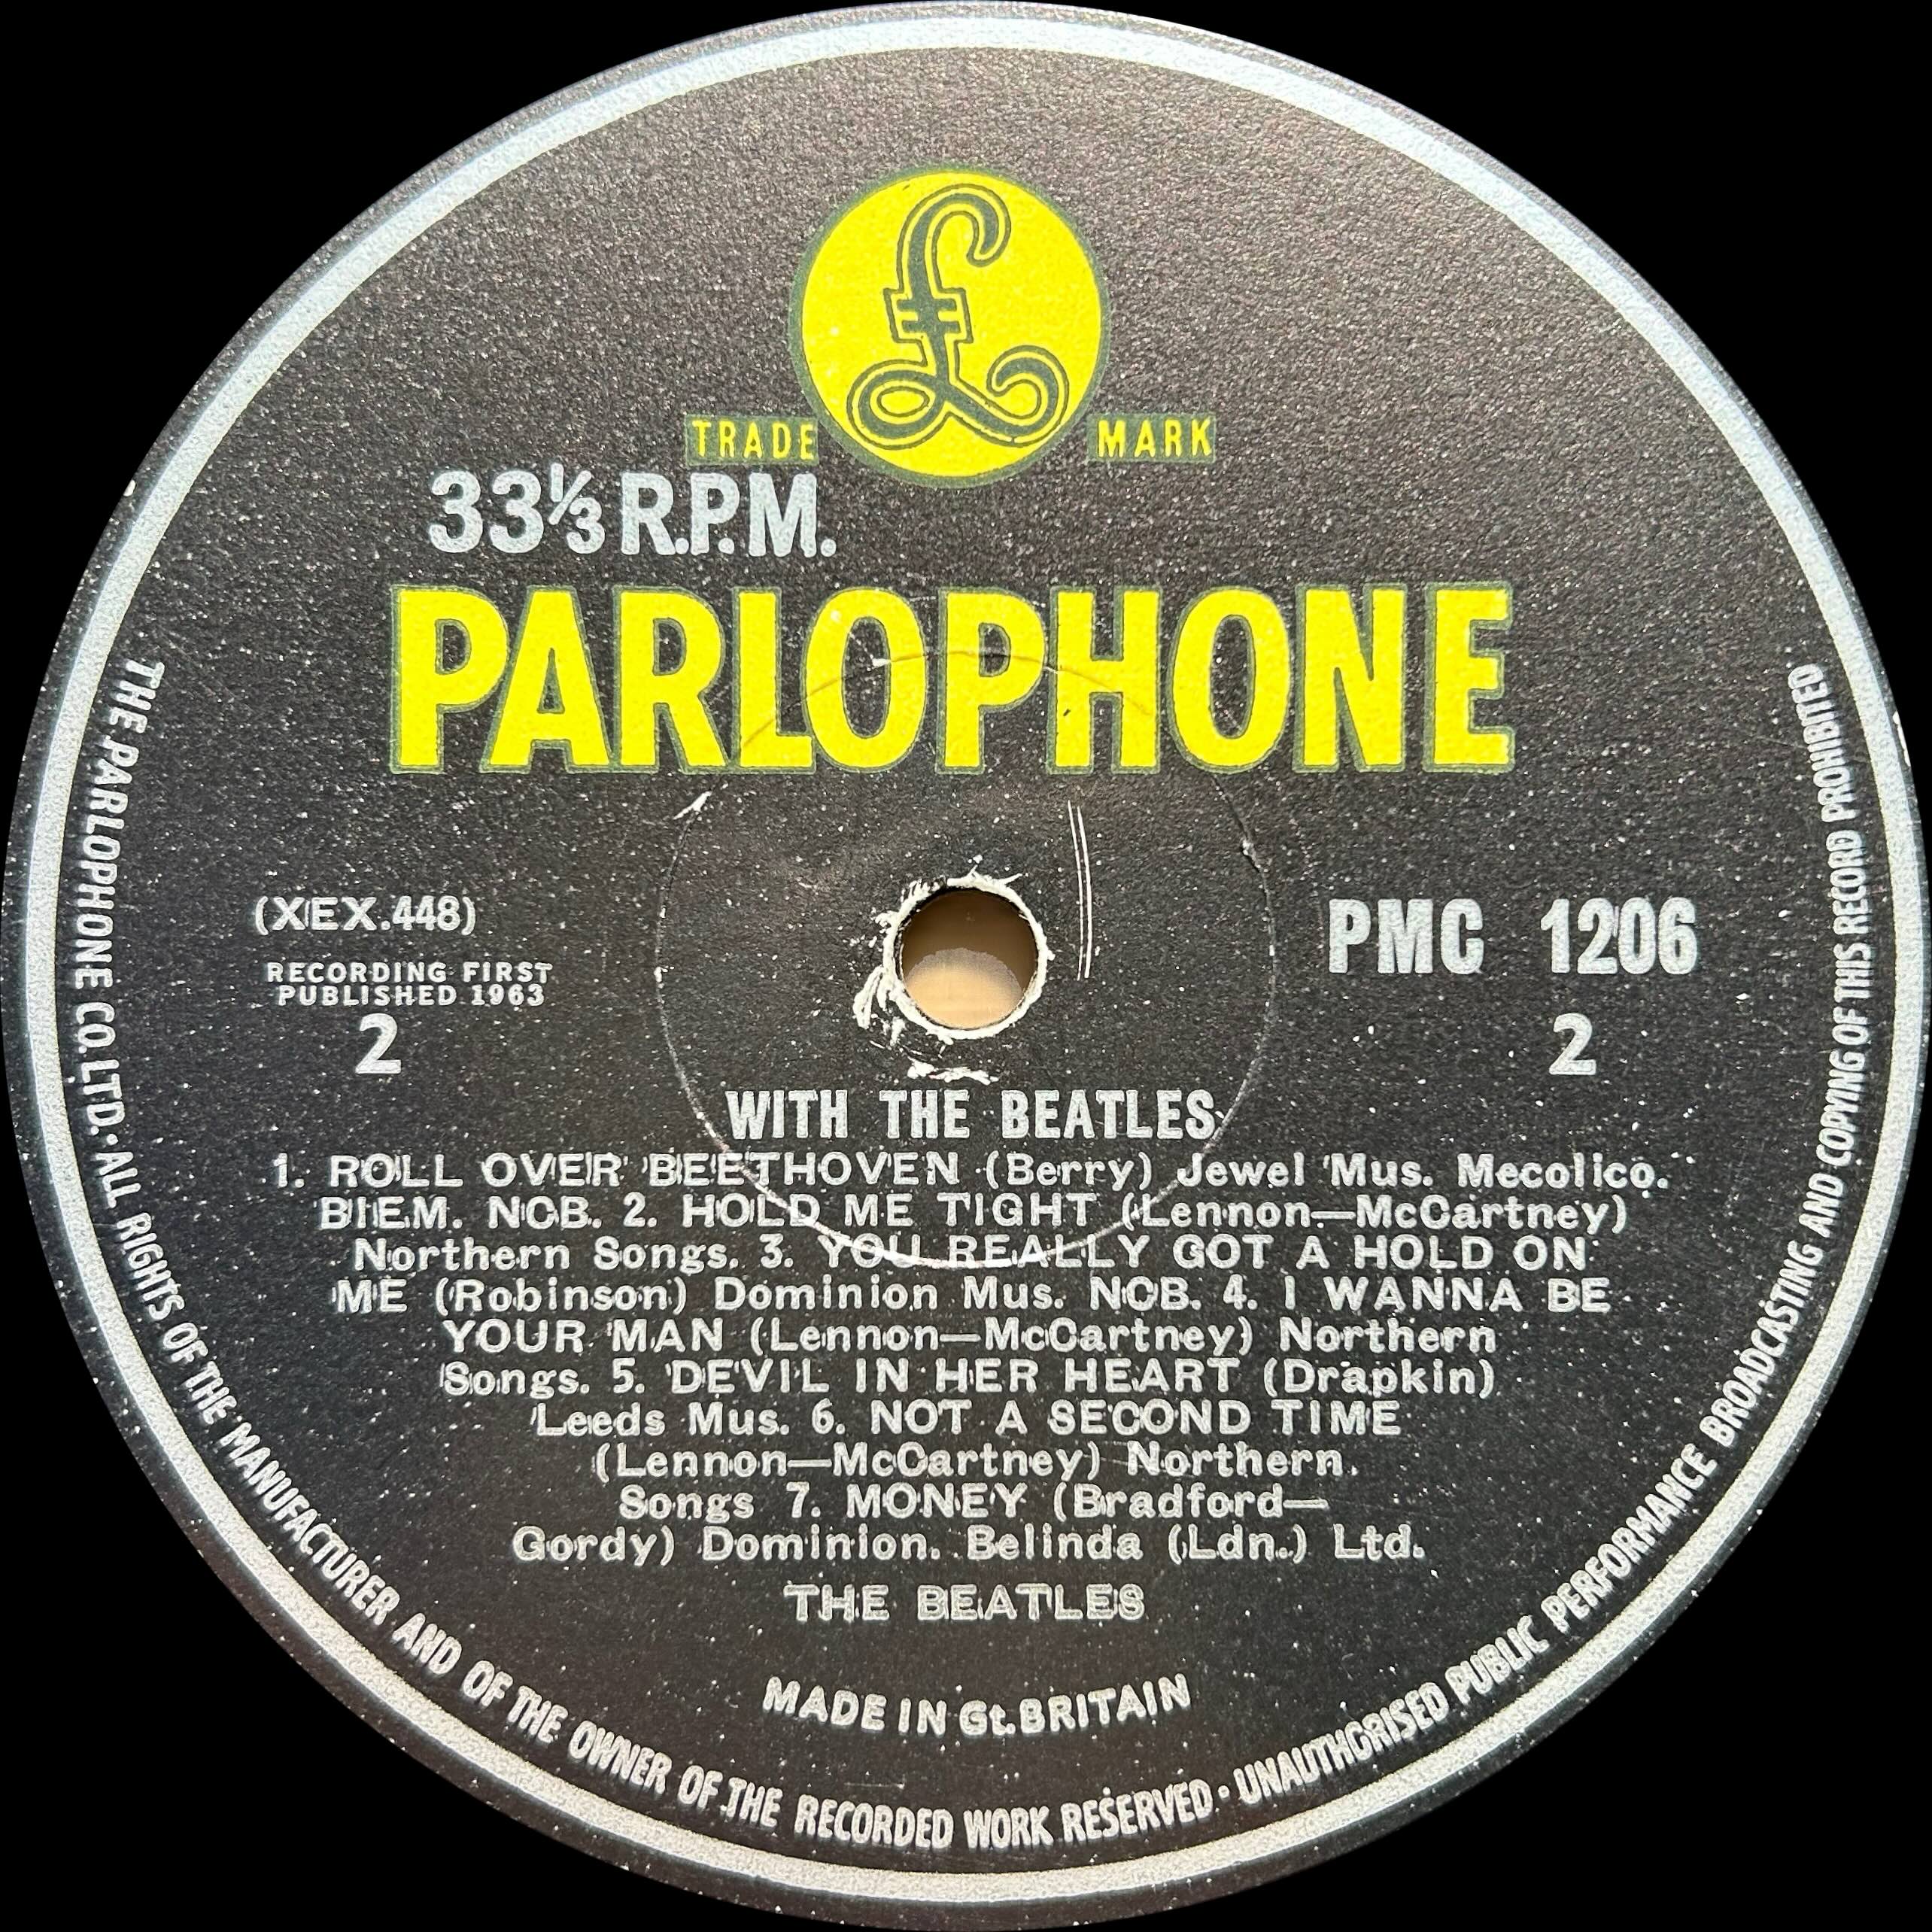 £
TRADE MARK
33⅓ R.P.M.
PARLOPHONE
(XEX.448)
RECORDING FIRST
PUBLISHED 1963
2
PMC 1206
2
WITH THE BEATLES
1. ROLL OVER BEETHOVEN (Berry) Jewel Mus. Mecolico.
BIEM. NCB. 2. HOLD ME TIGHT (Lennon—McCartney)
Northern Songs. 3. YOU REALLY GOT A HOLD ON
ME (Robinson) Dominion Mus. NCB. 4. I WANNA BE
YOUR MAN (Lennon—McCartney) Northern
Songs. 5. DEVIL IN HER HEART (Drapkin)
Leeds Mus. 6. NOT A SECOND TIME
(Lennon—McCartney) Northern.
Songs 7. MONEY (Bradford—
Gordy) Dominion. Belinda (Ldn.) Ltd.
THE BEATLES
MADE IN Gt. BRITAIN
THE PARLOPHONE CO. LTD. · ALL RIGHTS OF THE MANUFACTURER AND OF THE OWNER OF THE RECORDED WORK RESERVED · UNAUTHORISED PUBLIC PERFORMANCE BROADCASTING AND COPYING OF THIS RECORD PROHIBITED